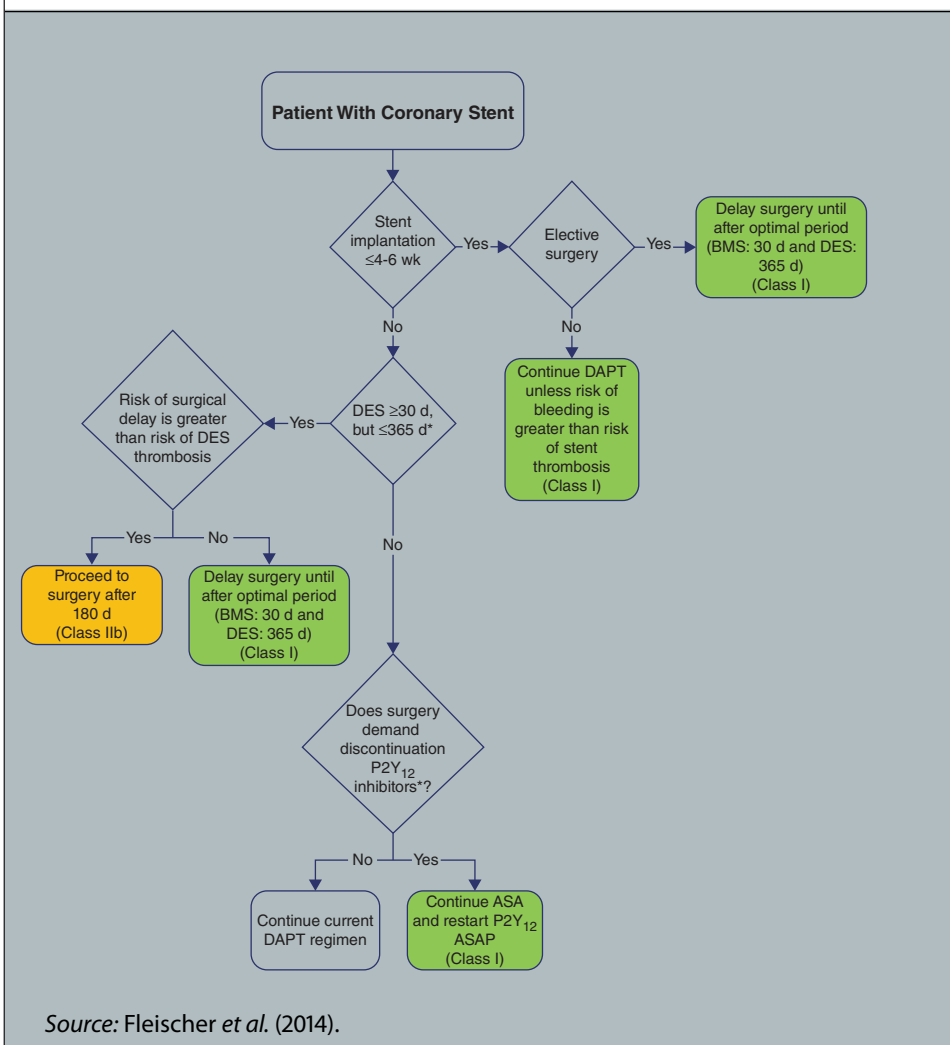 Patient With Coronary Stent
Stent
implantation
≤4-6 wk
Yes
Elective
surgery
Yes
Delay surgery until
after optimal period
(BMS: 30 d and DES:
365 d)
(Class I)
No
No
Continue DAPT
unless risk of
bleeding is
greater than risk
of stent
thrombosis
(Class I)
DES ≥30 d,
but ≤365 d*
Yes
Risk of surgical
delay is greater
than risk of DES
thrombosis
Yes
No
Proceed to
surgery after
180 d
(Class IIb)
Delay surgery until
after optimal period
(BMS: 30 d and
DES: 365 d)
(Class I)
No
Does surgery
demand
discontinuation
P2Y12
inhibitors*?
No
Yes
Continue current
DAPT regimen
Continue ASA
and restart P2Y12
ASAP
(Class I)
Source: Fleischer et al. (2014).